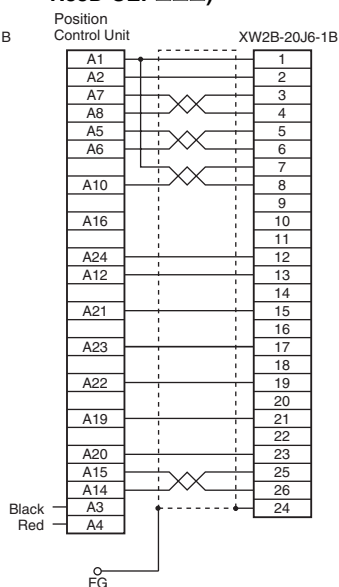 B
Position
Control Unit
XW2B-20J6-1B
A1 1
A2 2
A7 3
A8 4
A5 5
A6 6
7
A10 8
9
A16 10
11
A24 12
A12 13
14
A21 15
16
A23 17
18
A22 19
20
A19 21
22
A20 23
A15 25
A14 26
Black A3 24
Red A4
FG